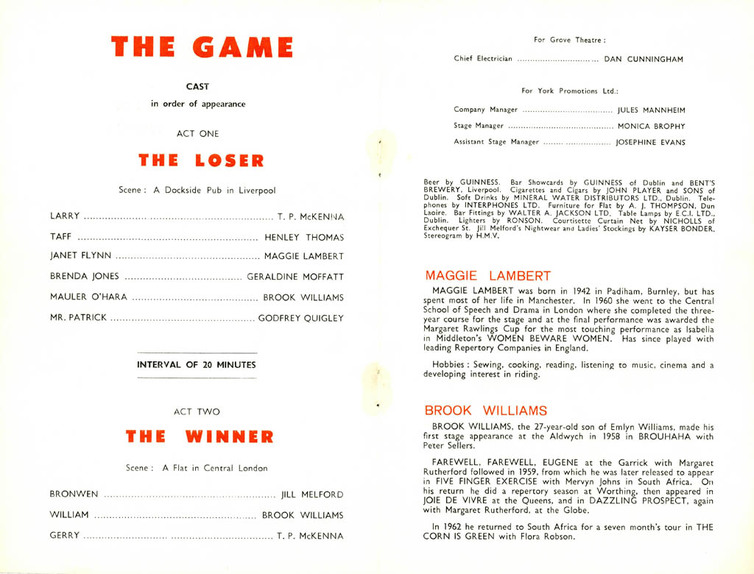 THE GAME
CAST
in order of appearance
ACT ONE
THE LOSER
Scene : A Dockside Pub in Liverpool
LARRY ........ T. P. McKENNA
TAFF ........ HENLEY THOMAS
JANET FLYNN ........ MAGGIE LAMBERT
BRENDA JONES ........ GERALDINE MOFFATT
MAULER O'HARA ........ BROOK WILLIAMS
MR. PATRICK ........ GODFREY QUIGLEY
INTERVAL OF 20 MINUTES
ACT TWO
THE WINNER
Scene : A Flat in Central London
BRONWEN ........ JILL MELFORD
WILLIAM ........ BROOK WILLIAMS
GERRY ........ T. P. McKENNA
For Grove Theatre :
Chief Electrician ........ DAN CUNNINGHAM
For York Promotions Ltd.:
Company Manager ........ JULES MANNHEIM
Stage Manager ........ MONICA BROPHY
Assistant Stage Manager ........ JOSEPHINE EVANS
Beer by GUINNESS. Bar Showcards by GUINNESS of Dublin and BENT'S
BREWERY, Liverpool. Cigarettes and Cigars by JOHN PLAYER and SONS of
Dublin. Soft Drinks by MINERAL WATER DISTRIBUTORS LTD., Dublin. Tele-
phones by INTERPHONES LTD. Furniture for Flat by A. J. THOMPSON, Dun
Laoire. Bar Fittings by WALTER A. JACKSON LTD. Table Lamps by E.C.I. LTD.,
Dublin. Lighters by RONSON. Courtisette Curtain Net by NICHOLLS of
Exchequer St. Jill Melford's Nightwear and Ladies' Stockings by KAYSER BONDER.
Stereogram by H.M.V.
MAGGIE LAMBERT
MAGGIE LAMBERT was born in 1942 in Padiham, Burnley, but has
spent most of her life in Manchester. In 1960 she went to the Central
School of Speech and Drama in London where she completed the three-
year course for the stage and at the final performance was awarded the
Margaret Rawlings Cup for the most touching performance as Isabella
in Middleton's WOMEN BEWARE WOMEN. Has since played with
leading Repertory Companies in England.
Hobbies : Sewing, cooking, reading, listening to music, cinema and a
developing interest in riding.
BROOK WILLIAMS
BROOK WILLIAMS, the 27-year-old son of Emlyn Williams, made his
first stage appearance at the Aldwych in 1958 in BROUHAHA with
Peter Sellers.
FAREWELL, FAREWELL, EUGENE at the Garrick with Margaret
Rutherford followed in 1959, from which he was later released to appear
in FIVE FINGER EXERCISE with Mervyn Johns in South Africa. On
his return he did a repertory season at Worthing, then appeared in
JOIE DE VIVRE at the Queens, and in DAZZLING PROSPECT, again
with Margaret Rutherford, at the Globe.
In 1962 he returned to South Africa for a seven month's tour in THE
CORN IS GREEN with Flora Robson.